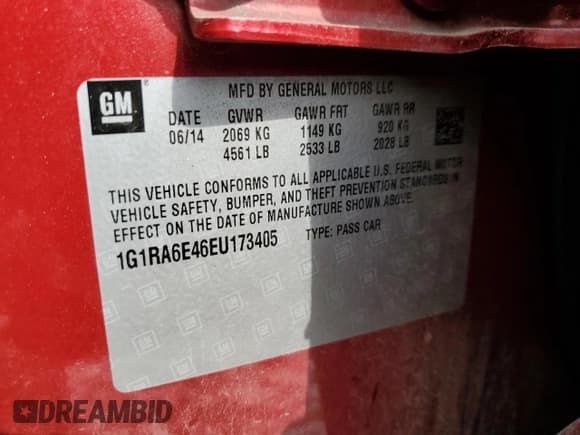 GM
MFD BY GENERAL MOTORS LLC
DATE GVWR GAWR FRT GAWR RR
06/14 2069 KG 1149 KG 920 KG
4561 LB 2533 LB 2028 LB
THIS VEHICLE CONFORMS TO ALL APPLICABLE U.S. FEDERAL MOTOR
VEHICLE SAFETY, BUMPER, AND THEFT PREVENTION STANDARDS IN
EFFECT ON THE DATE OF MANUFACTURE SHOWN ABOVE.
1G1RA6E46EU173405 TYPE: PASS CAR
DREAMBID